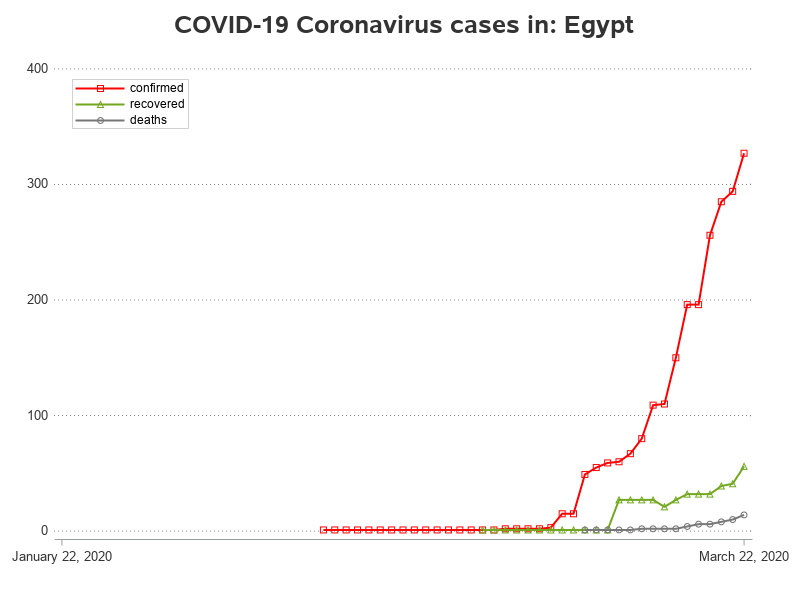 COVID-19 Coronavirus cases in: Egypt
400
confirmed
recovered
deaths
300
200
100
0
January 22, 2020 March 22, 2020